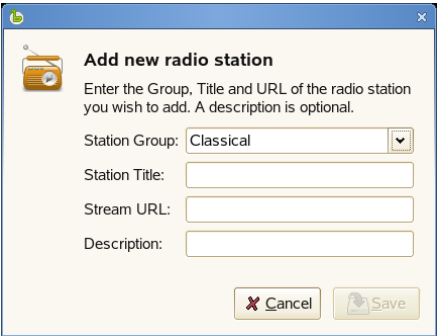 Add new radio station
Enter the Group, Title and URL of the radio station
you wish to add. A description is optional.
Station Group: Classical
Station Title:
Stream URL:
Description:
Cancel Save